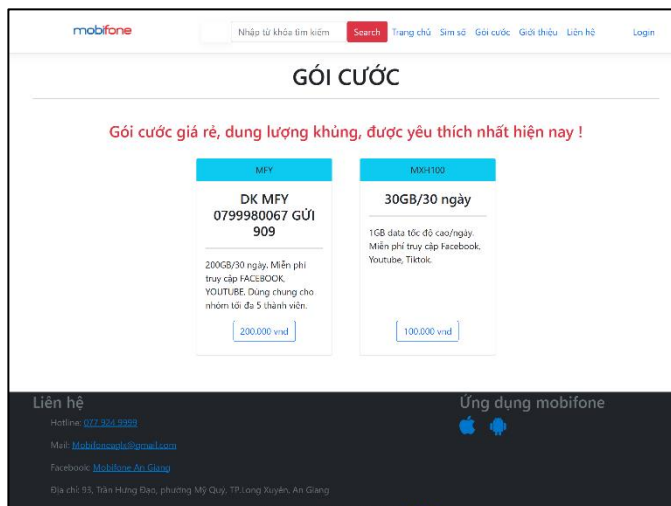 mobifone
Nhập từ khóa tìm kiếm
Search
Trang chủ
Sim số
Gói cước
Giới thiệu
Liên hệ
Login
GÓI CƯỚC
Gói cước giá rẻ, dung lượng khủng, được yêu thích nhất hiện nay !
MFY
DK MFY
0799980067 GỬI
909
200GB/30 ngày. Miễn phí
truy cập FACEBOOK,
YOUTUBE. Dùng chung cho
nhóm tối đa 5 thành viên.
200.000 vnd
MXH100
30GB/30 ngày
1GB data tốc độ cao/ngày.
Miễn phí truy cập Facebook,
Youtube, Tiktok.
100.000 vnd
Liên hệ
Hotline: 077 924 9999
Mail: Mobifoneagls@gmail.com
Facebook: Mobifone An Giang
Địa chỉ: 93, Trần Hưng Đạo, phường Mỹ Quý, TP.Long Xuyên, An Giang
Ứng dụng mobifone